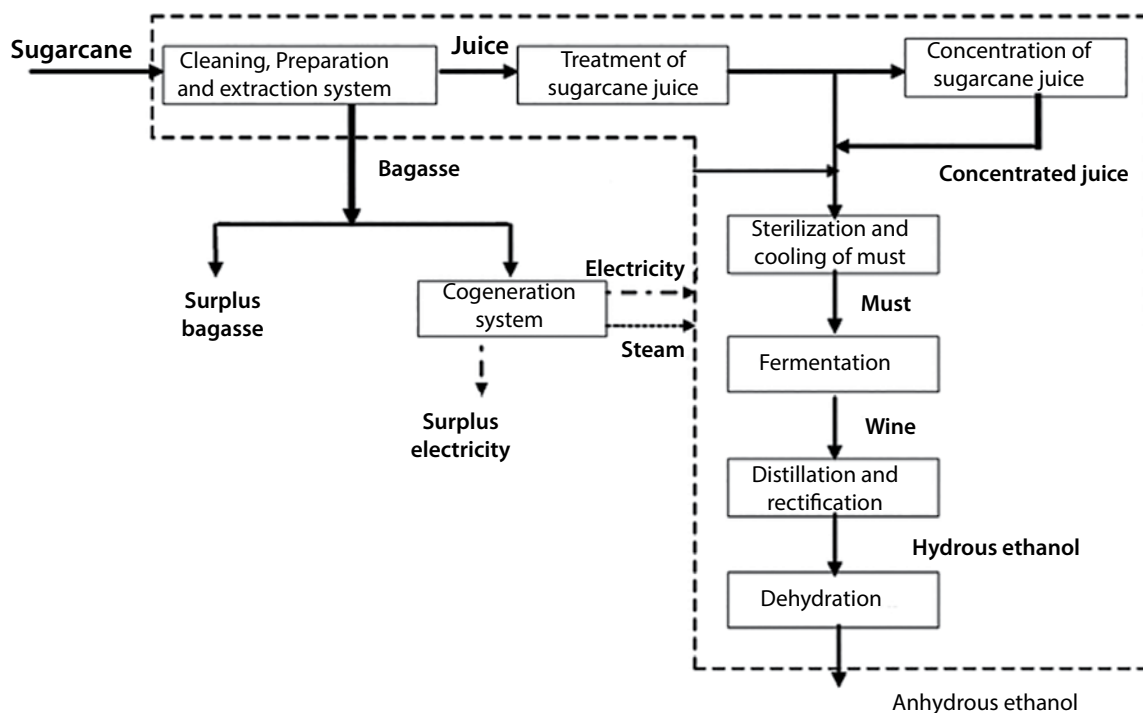 Sugarcane
Cleaning, Preparation
and extraction system
Juice
Treatment of
sugarcane juice
Concentration of
sugarcane juice
Bagasse
Concentrated juice
Surplus
bagasse
Cogeneration
system
Electricity
Steam
Surplus
electricity
Sterilization and
cooling of must
Must
Fermentation
Wine
Distillation and
rectification
Hydrous ethanol
Dehydration
Anhydrous ethanol